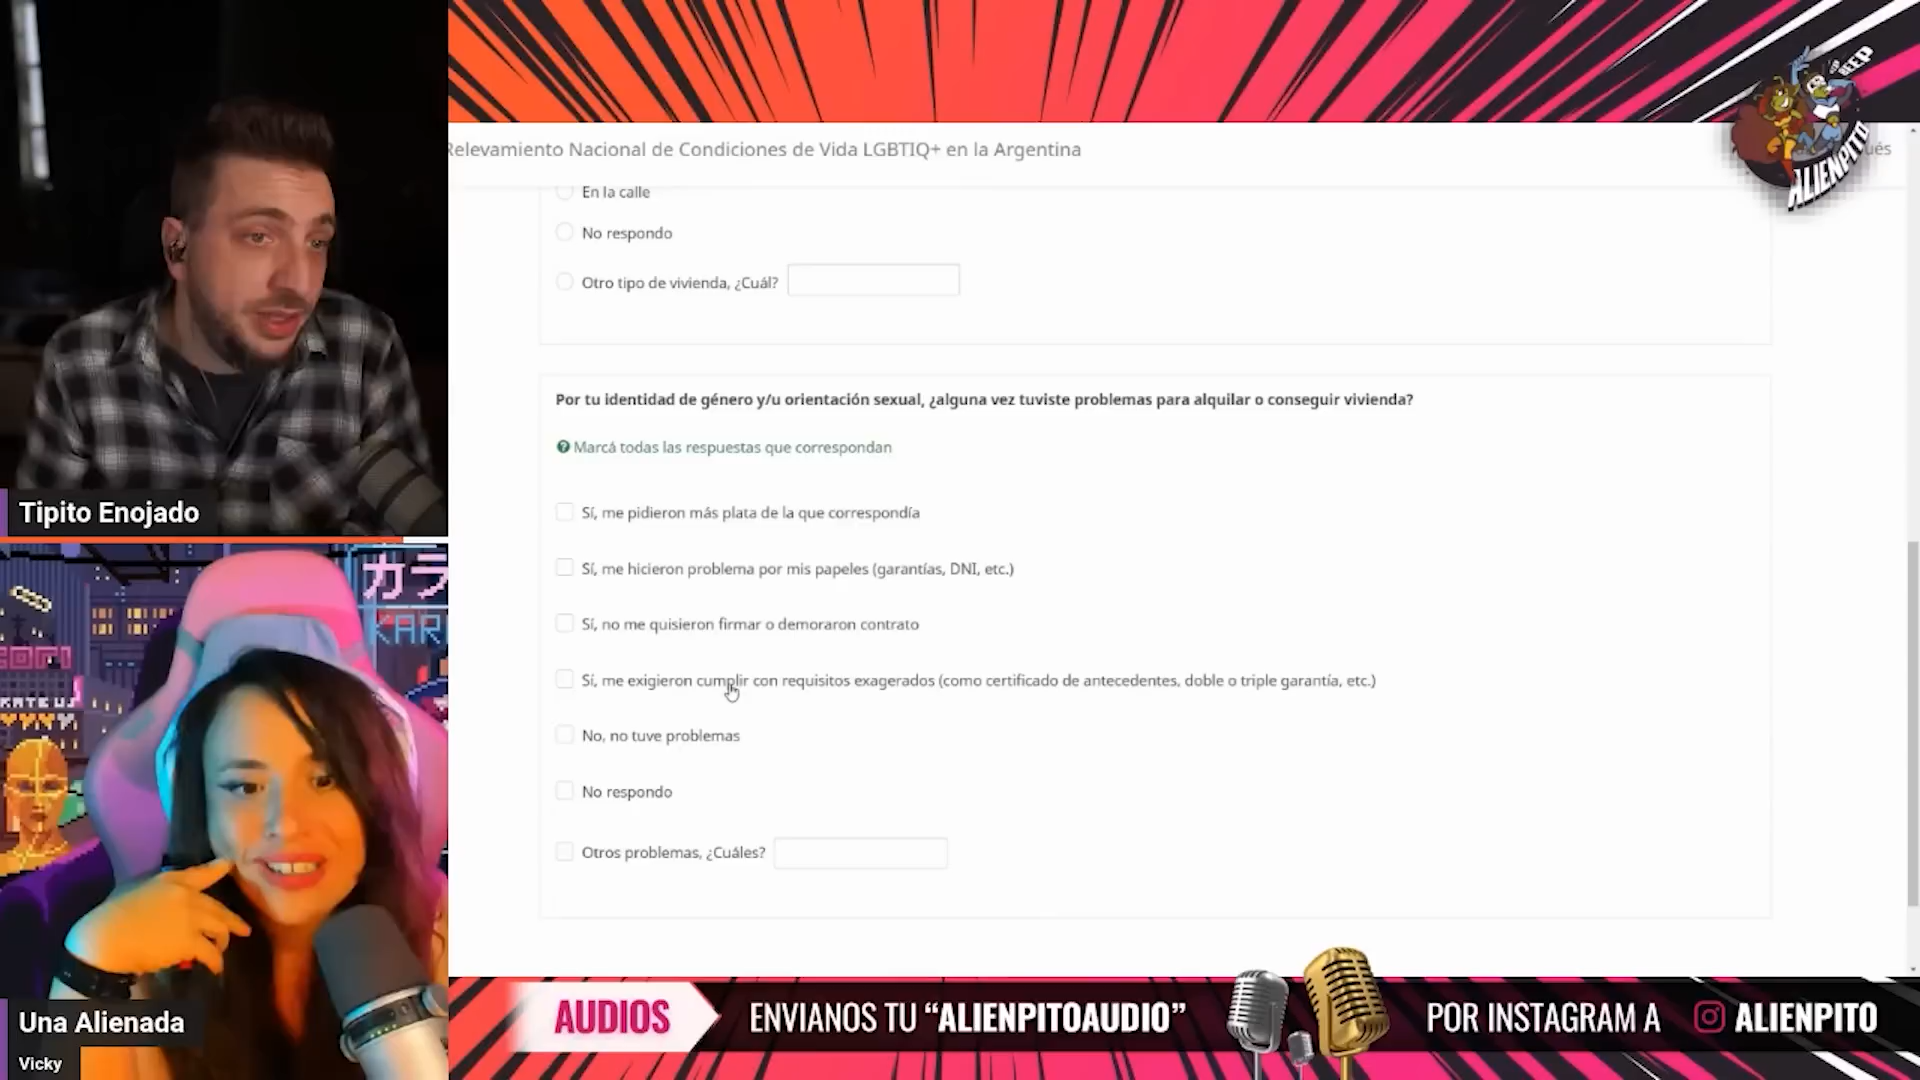 Relevamiento Nacional de Condiciones de Vida LGBTIQ+ en la Argentina
ués
BEEP
ALIENPITO
En la calle
No respondo
Otro tipo de vivienda, ¿Cuál?
Por tu identidad de género y/u orientación sexual, ¿alguna vez tuviste problemas para alquilar o conseguir vivienda?
Marcá todas las respuestas que correspondan
Sí, me pidieron más plata de la que correspondía
Sí, me hicieron problema por mis papeles (garantías, DNI, etc.)
Sí, no me quisieron firmar o demoraron contrato
Sí, me exigieron cumplir con requisitos exagerados (como certificado de antecedentes, doble o triple garantía, etc.)
No, no tuve problemas
No respondo
Otros problemas, ¿Cuáles?
Tipito Enojado
カラ
KAR
Una Alienada
Vicky
AUDIOS
ENVIANOS TU “ALIENPITOAUDIO”
POR INSTAGRAM A
ALIENPITO